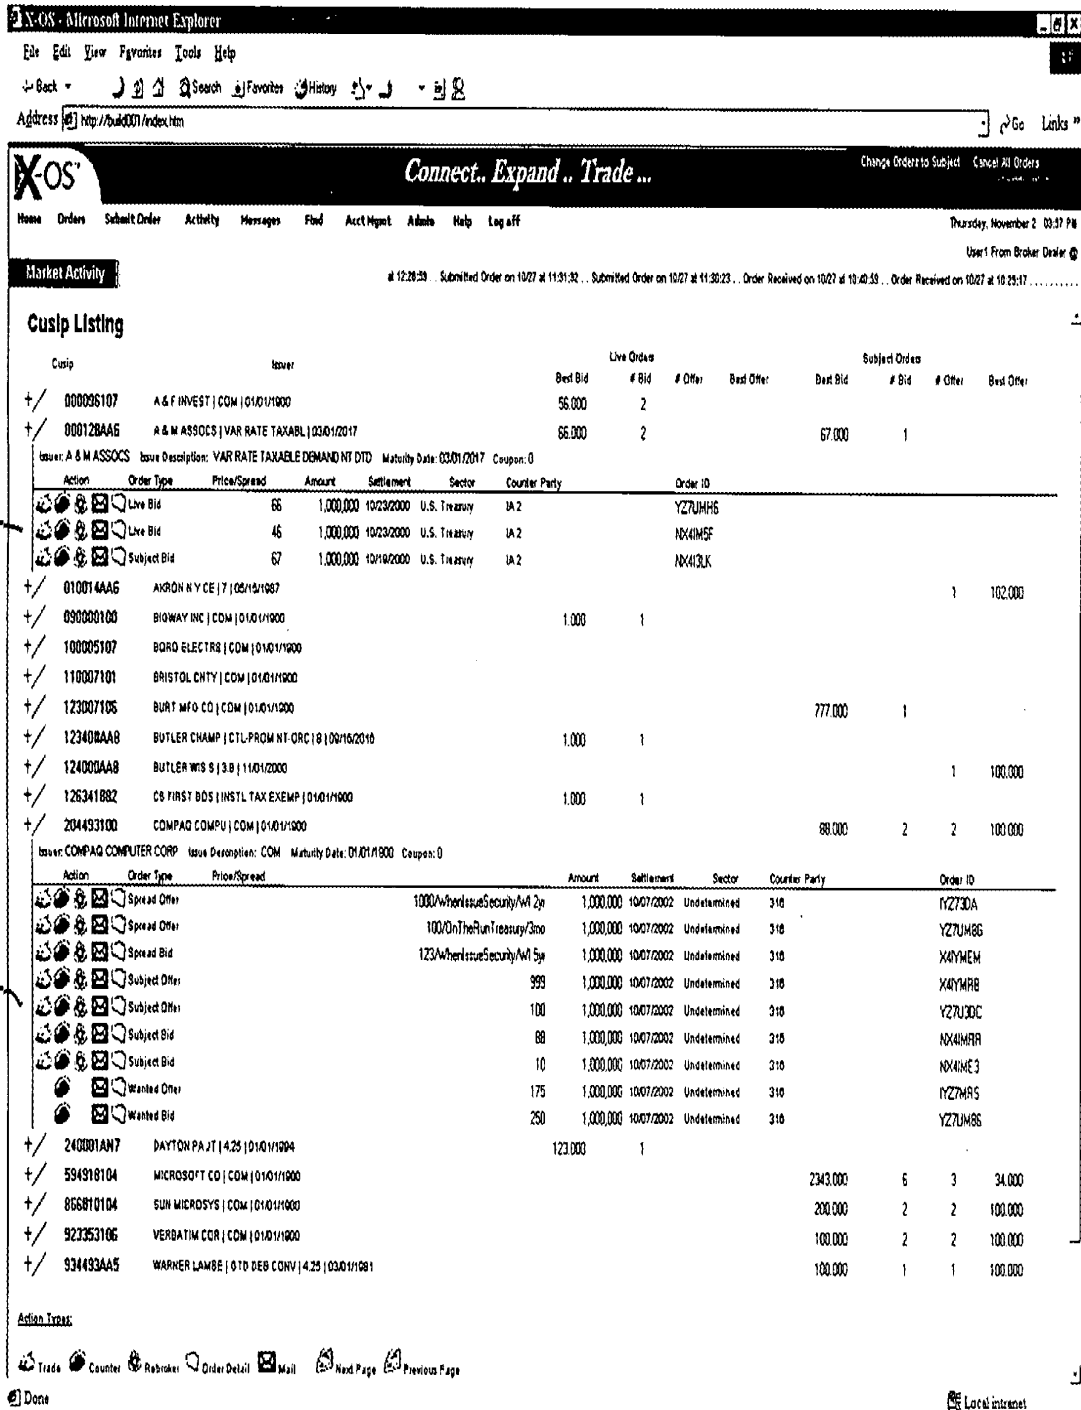 X-OS - Microsoft Internet Explorer
File Edit View Favorites Tools Help
Back Search Favorites History
Address http://build001/index.htm Go Links »
X-OS Connect.. Expand .. Trade ... Change Orders to Subject Cancel All Orders
Home Orders Submit Order Activity Messages Find Acct Mgmt Admin Help Log off Thursday, November 2 03:37 PM
User1 From Broker Dealer
Market Activity at 12:28:39 . . Submitted Order on 10/27 at 11:31:32 . . Submitted Order on 10/27 at 11:30:23 . . Order Received on 10/27 at 10:40:39 . . Order Received on 10/27 at 10:25:17 . . . . . . . . . .
Cusip Listing
Live Orders Subject Orders
Cusip Issuer Best Bid # Bid # Offer Best Offer Best Bid # Bid # Offer Best Offer
+/ 000096107 A & F INVEST | COM | 01/01/1900 56.000 2
+/ 000128AA6 A & M ASSOCS | VAR RATE TAXABL | 03/01/2017 66.000 2 67.000 1
Issuer: A & M ASSOCS Issue Description: VAR RATE TAXABLE DEMAND NT DTD Maturity Date: 03/01/2017 Coupon: 0
Action Order Type Price/Spread Amount Settlement Sector Counter Party Order ID
Live Bid 66 1,000,000 10/23/2000 U.S. Treasury IA 2 YZ7UMH6
Live Bid 46 1,000,000 10/23/2000 U.S. Treasury IA 2 NX4IM5F
Subject Bid 67 1,000,000 10/19/2000 U.S. Treasury IA 2 NX4I3LK
+/ 010014AA6 AKRON N Y CE | 7 | 05/15/1987 1 102.000
+/ 090000100 BIGWAY INC | COM | 01/01/1900 1.000 1
+/ 100005107 BORO ELECTRS | COM | 01/01/1900
+/ 110007101 BRISTOL CNTY | COM | 01/01/1900
+/ 123007106 BURT MFG CO | COM | 01/01/1900 777.000 1
+/ 123408AA8 BUTLER CHAMP | CTL-PROM NT-ORC | 8 | 09/16/2010 1.000 1
+/ 124000AA8 BUTLER WIS S | 3.8 | 11/01/2000 1 100.000
+/ 126341882 CS FIRST BOS | INSTL TAX EXEMP | 01/01/1900 1.000 1
+/ 204493100 COMPAQ COMPU | COM | 01/01/1900 88.000 2 2 100.000
Issuer: COMPAQ COMPUTER CORP Issue Description: COM Maturity Date: 01/01/1900 Coupon: 0
Action Order Type Price/Spread Amount Settlement Sector Counter Party Order ID
Spread Offer 1000/WhenIssueSecurity/WI 2yr 1,000,000 10/07/2002 Undetermined 316 IYZ73DA
Spread Offer 100/OnTheRunTreasury/3mo 1,000,000 10/07/2002 Undetermined 316 YZ7UM8G
Spread Bid 123/WhenIssueSecurity/WI 5yr 1,000,000 10/07/2002 Undetermined 316 X4IYMEM
Subject Offer 999 1,000,000 10/07/2002 Undetermined 316 X4IYMRB
Subject Offer 100 1,000,000 10/07/2002 Undetermined 316 YZ7U3DC
Subject Bid 88 1,000,000 10/07/2002 Undetermined 316 NX4IMRR
Subject Bid 10 1,000,000 10/07/2002 Undetermined 316 NX4IME3
Wanted Offer 175 1,000,000 10/07/2002 Undetermined 316 IYZ7MRS
Wanted Bid 250 1,000,000 10/07/2002 Undetermined 316 YZ7UM8S
+/ 240001AN7 DAYTON PA JT | 4.25 | 01/01/1994 123.000 1
+/ 594918104 MICROSOFT CO | COM | 01/01/1900 2343.000 6 3 34.000
+/ 866810104 SUN MICROSYS | COM | 01/01/1900 200.000 2 2 100.000
+/ 923353106 VERBATIM COR | COM | 01/01/1900 100.000 2 2 100.000
+/ 934493AA5 WARNER LAMBE | GTD DEB CONV | 4.25 | 03/01/1981 100.000 1 1 100.000
Action Types:
Trade Counter Rebroker Order Detail Mail Next Page Previous Page
Done Local intranet